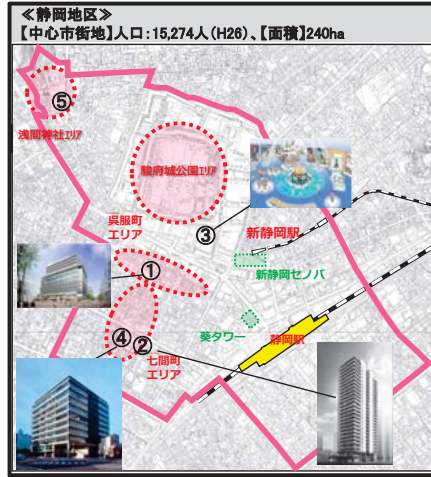 ≪静岡地区≫
【中心市街地】人口：15,274人(H26)、【面積】240ha
⑤
浅間神社エリア
駿府城公園エリア
呉服町
エリア
③
新静岡駅
①
新静岡セノバ
葵タワー
④
②
静岡駅
七間町
エリア